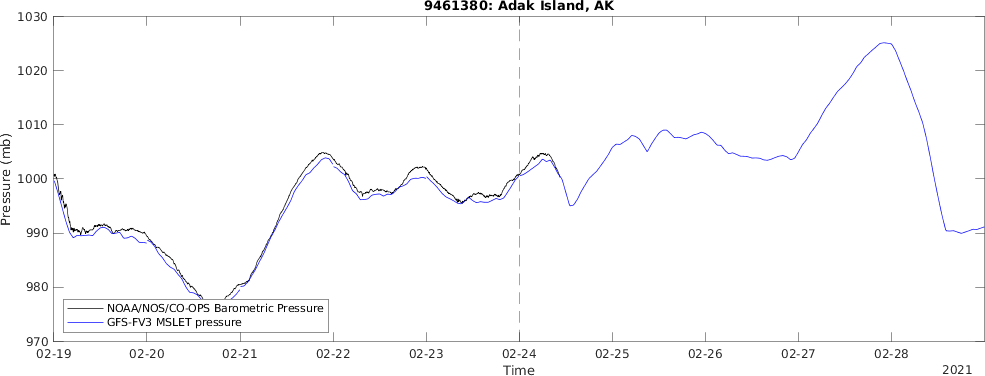 9461380: Adak Island, AK
1030
1020
1010
1000
990
980
970
Pressure (mb)
NOAA/NOS/CO-OPS Barometric Pressure
GFS-FV3 MSLET pressure
02-19 02-20 02-21 02-22 02-23 02-24 02-25 02-26 02-27 02-28
Time
2021